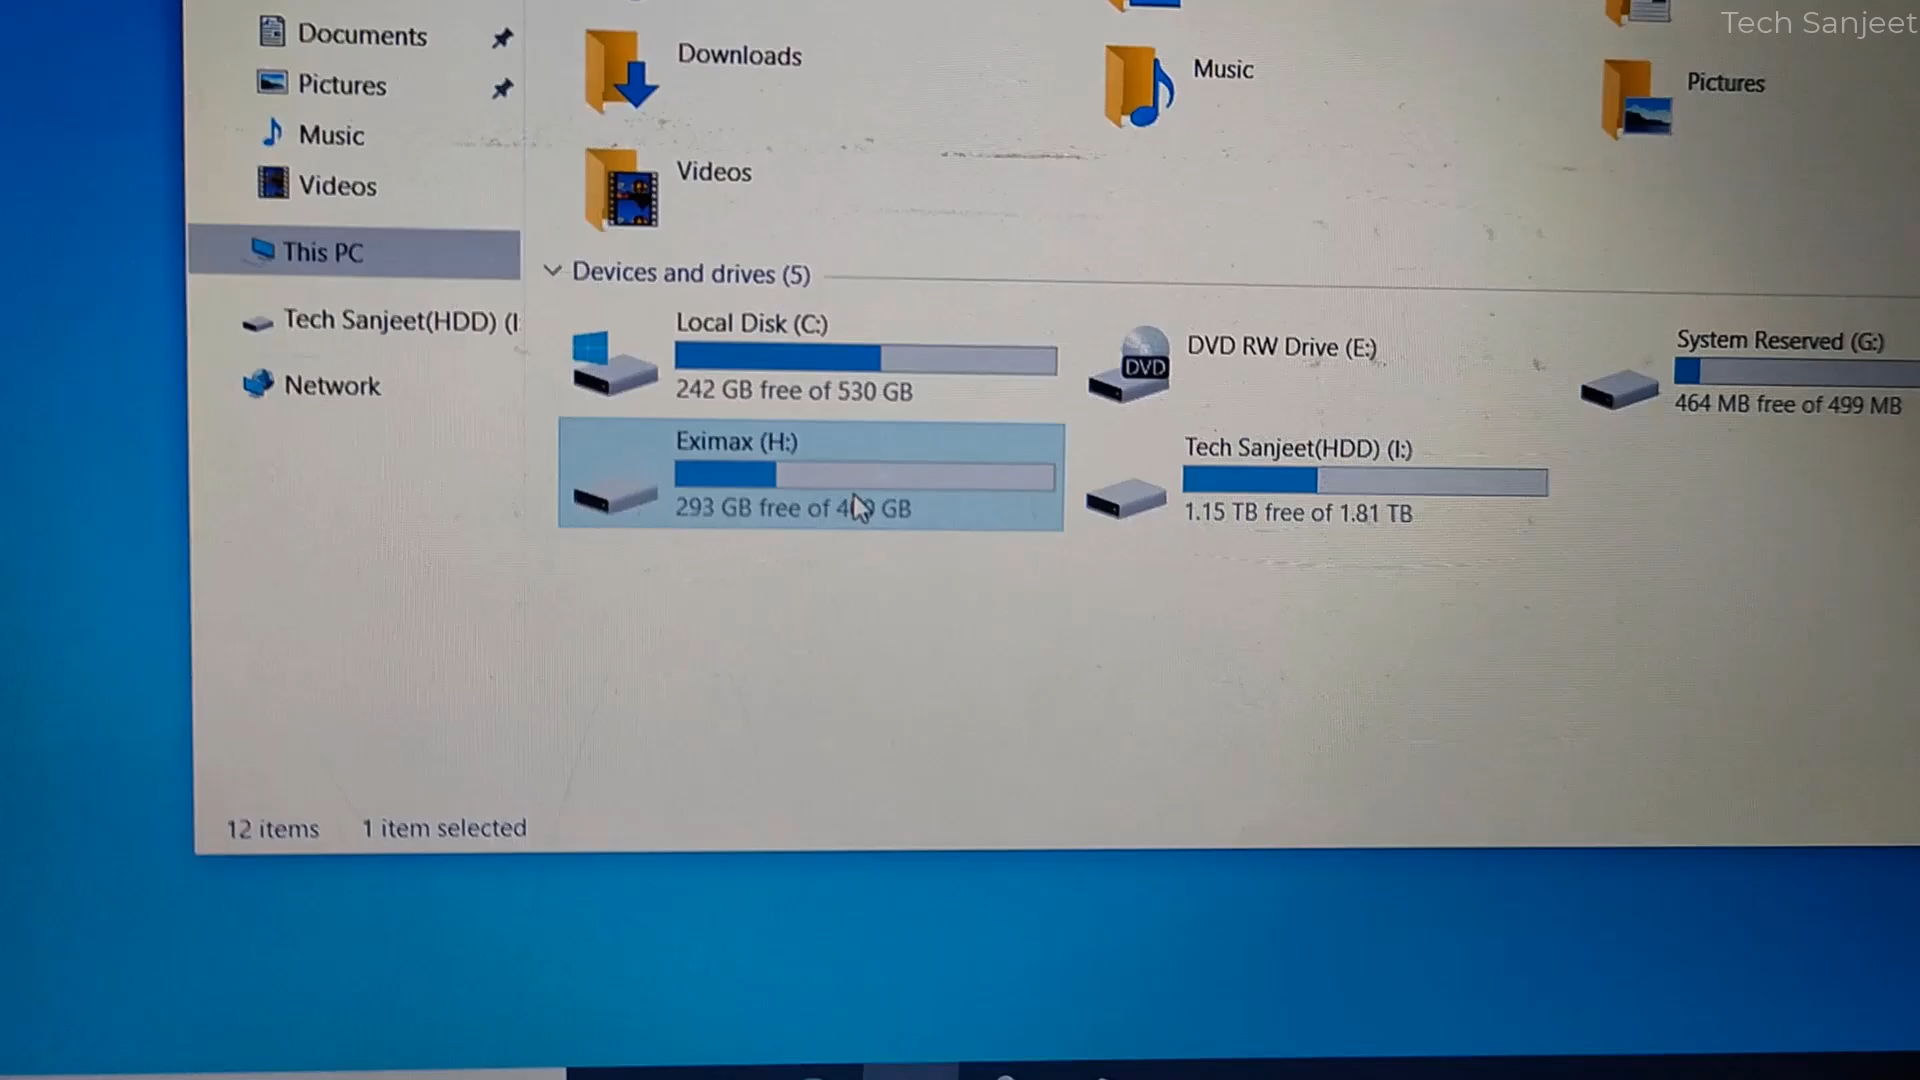 Tech Sanjeet
Documents
Pictures
Music
Videos
This PC
Tech Sanjeet(HDD) (I
Network
Downloads
Music
Pictures
Videos
Devices and drives (5)
Local Disk (C:)
242 GB free of 530 GB
DVD RW Drive (E:)
DVD
System Reserved (G:)
464 MB free of 499 MB
Eximax (H:)
293 GB free of GB
Tech Sanjeet(HDD) (I:)
1.15 TB free of 1.81 TB
12 items
1 item selected